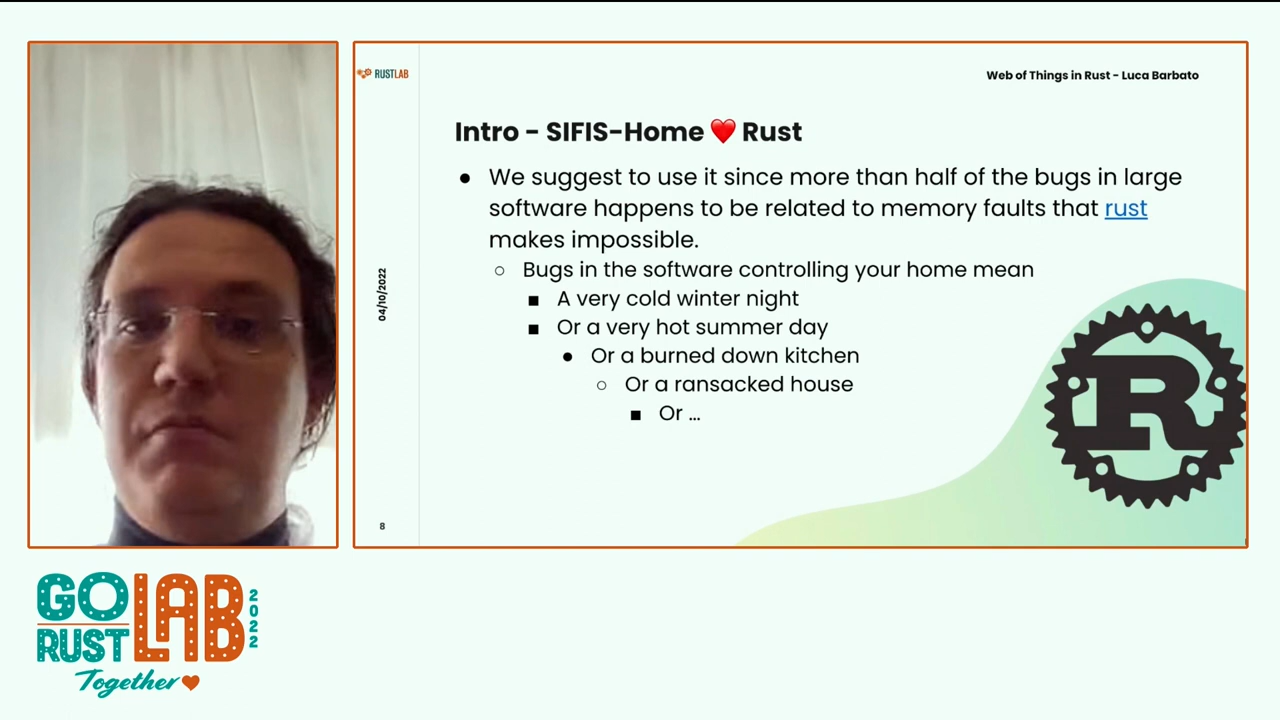 RUSTLAB
Web of Things in Rust - Luca Barbato
Intro - SIFIS-Home ❤️ Rust
● We suggest to use it since more than half of the bugs in large
software happens to be related to memory faults that rust
makes impossible.
○ Bugs in the software controlling your home mean
■ A very cold winter night
■ Or a very hot summer day
● Or a burned down kitchen
○ Or a ransacked house
■ Or ...
04/10/2022
8
R
GO LAB 2022
RUST
Together